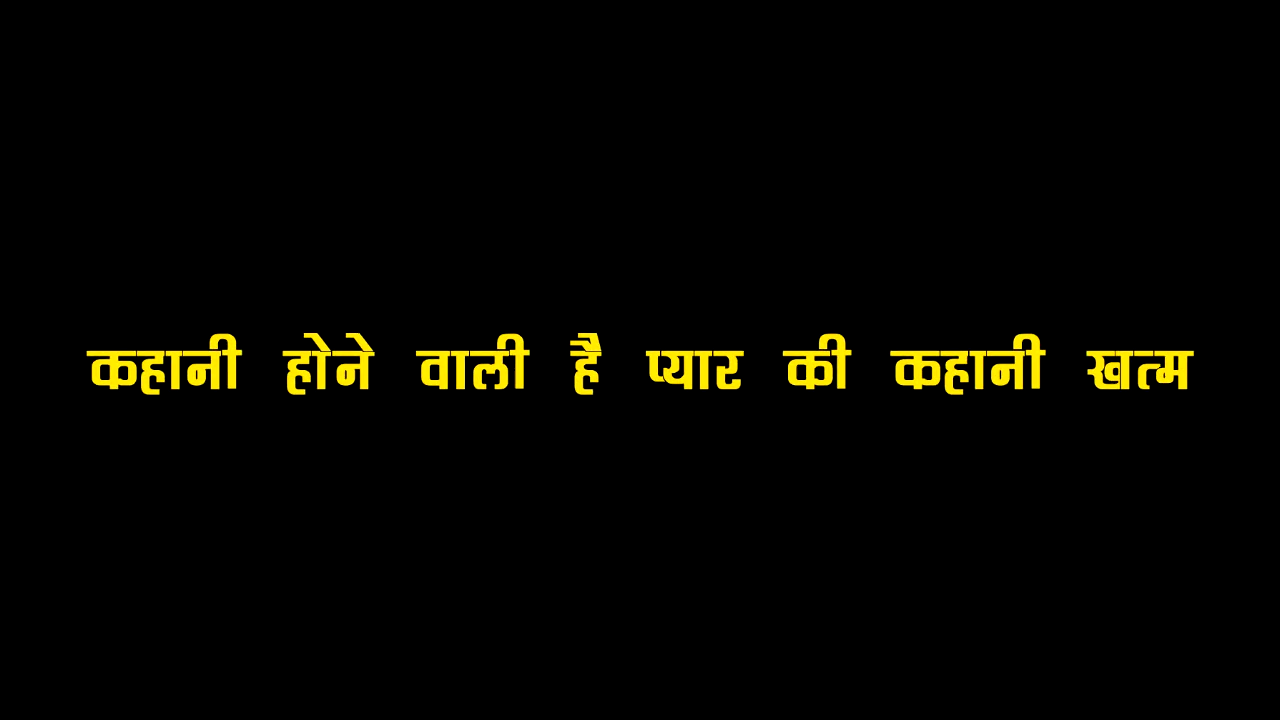 कहानी होने वाली है प्यार की कहानी खत्म